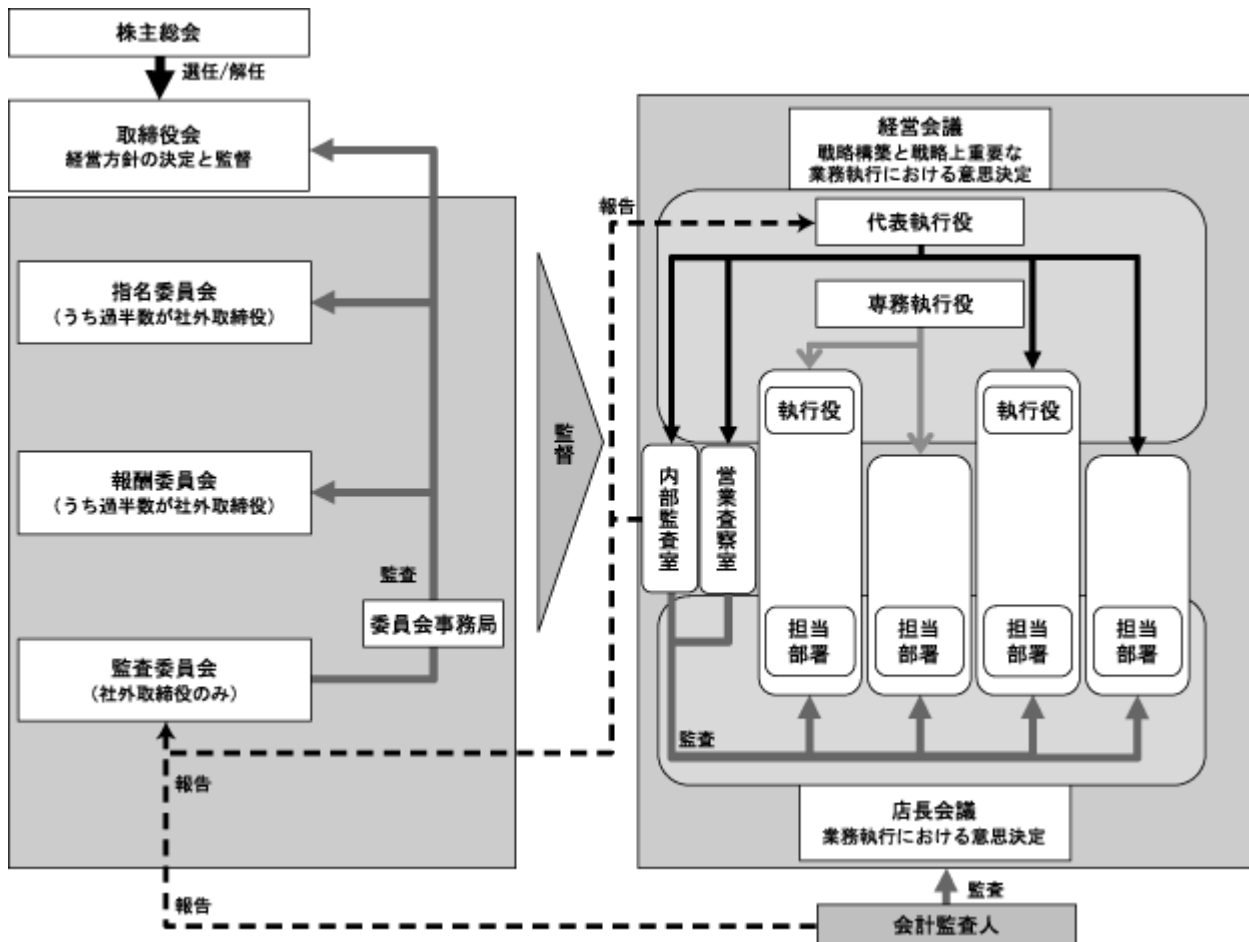 株主総会
選任/解任
取締役会
経営方針の決定と監督
指名委員会
（うち過半数が社外取締役）
報酬委員会
（うち過半数が社外取締役）
監査
委員会事務局
監査委員会
（社外取締役のみ）
報告
報告
監督
報告
経営会議
戦略構築と戦略上重要な
業務執行における意思決定
代表執行役
専務執行役
執行役
執行役
内部監査室
営業査察室
担当
部署
担当
部署
担当
部署
担当
部署
監査
店長会議
業務執行における意思決定
監査
会計監査人